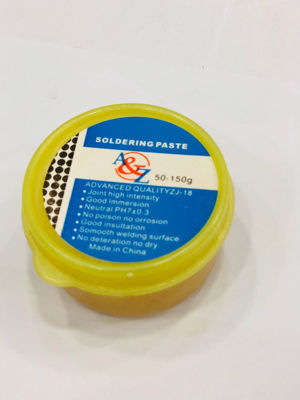 SOLDERING PASTE
A&Z
50-150g
ADVANCED QUALITYZJ-18
• Joint high intensity
• Good immersion
• Neutral PH7±0.3
• No poison no orrosion
• Good insultation
• Somooth welding surface
• No deteration no dry
Made in China